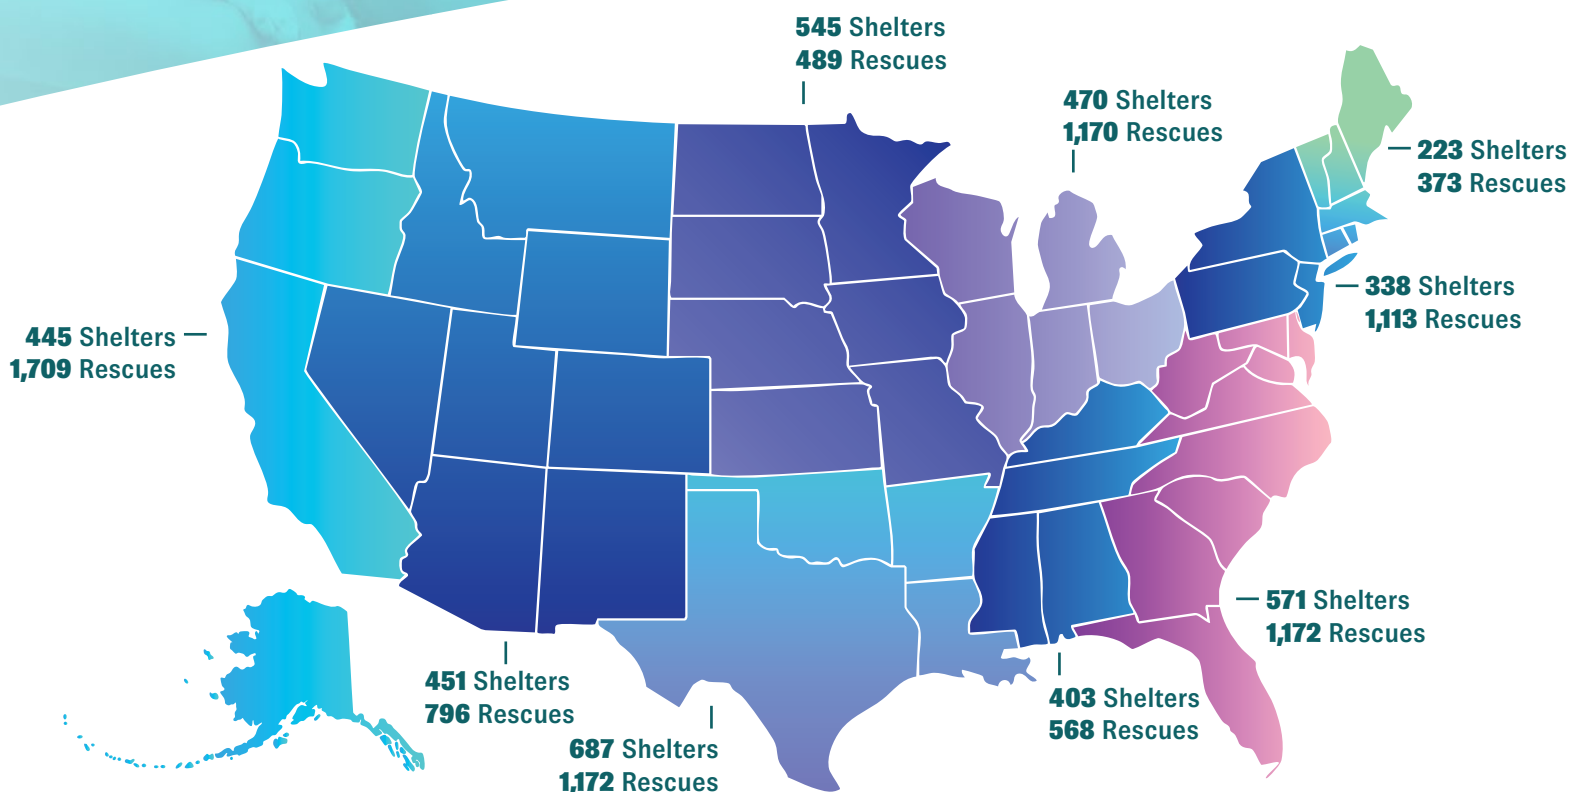 545 Shelters
489 Rescues
470 Shelters
1,170 Rescues
223 Shelters
373 Rescues
338 Shelters
1,113 Rescues
445 Shelters
1,709 Rescues
571 Shelters
1,172 Rescues
451 Shelters
796 Rescues
403 Shelters
568 Rescues
687 Shelters
1,172 Rescues